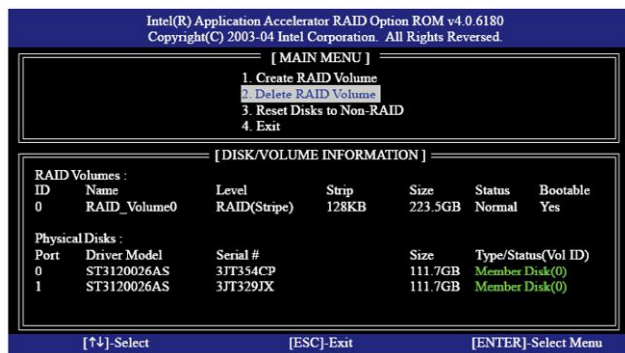 Intel(R) Application Accelerator RAID Option ROM v4.0.6180
Copyright(C) 2003-04 Intel Corporation. All Rights Reversed.
[ MAIN MENU ]
1. Create RAID Volume
2. Delete RAID Volume
3. Reset Disks to Non-RAID
4. Exit
[ DISK/VOLUME INFORMATION ]
RAID Volumes :
ID Name Level Strip Size Status Bootable
0 RAID_Volume0 RAID(Stripe) 128KB 223.5GB Normal Yes
Physical Disks :
Port Driver Model Serial # Size Type/Status(Vol ID)
0 ST3120026AS 3JT354CP 111.7GB Member Disk(0)
1 ST3120026AS 3JT329JX 111.7GB Member Disk(0)
[↑↓]-Select [ESC]-Exit [ENTER]-Select Menu